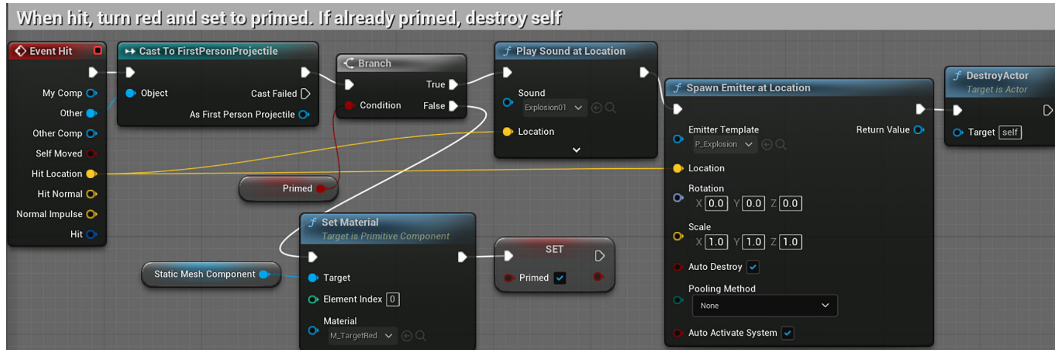 When hit, turn red and set to primed. If already primed, destroy self
Event Hit
My Comp
Other
Other Comp
Self Moved
Hit Location
Hit Normal
Normal Impulse
Hit
Cast To FirstPersonProjectile
Object
Cast Failed
As First Person Projectile
Branch
True
Condition
False
Primed
Play Sound at Location
Sound
Explosion01
Location
Spawn Emitter at Location
Emitter Template
P_Explosion
Return Value
Location
Rotation
X 0.0 Y 0.0 Z 0.0
Scale
X 1.0 Y 1.0 Z 1.0
Auto Destroy
Pooling Method
None
Auto Activate System
DestroyActor
Target is Actor
Target self
Static Mesh Component
Set Material
Target is Primitive Component
Target
Element Index 0
Material
M_TargetRed
SET
Primed